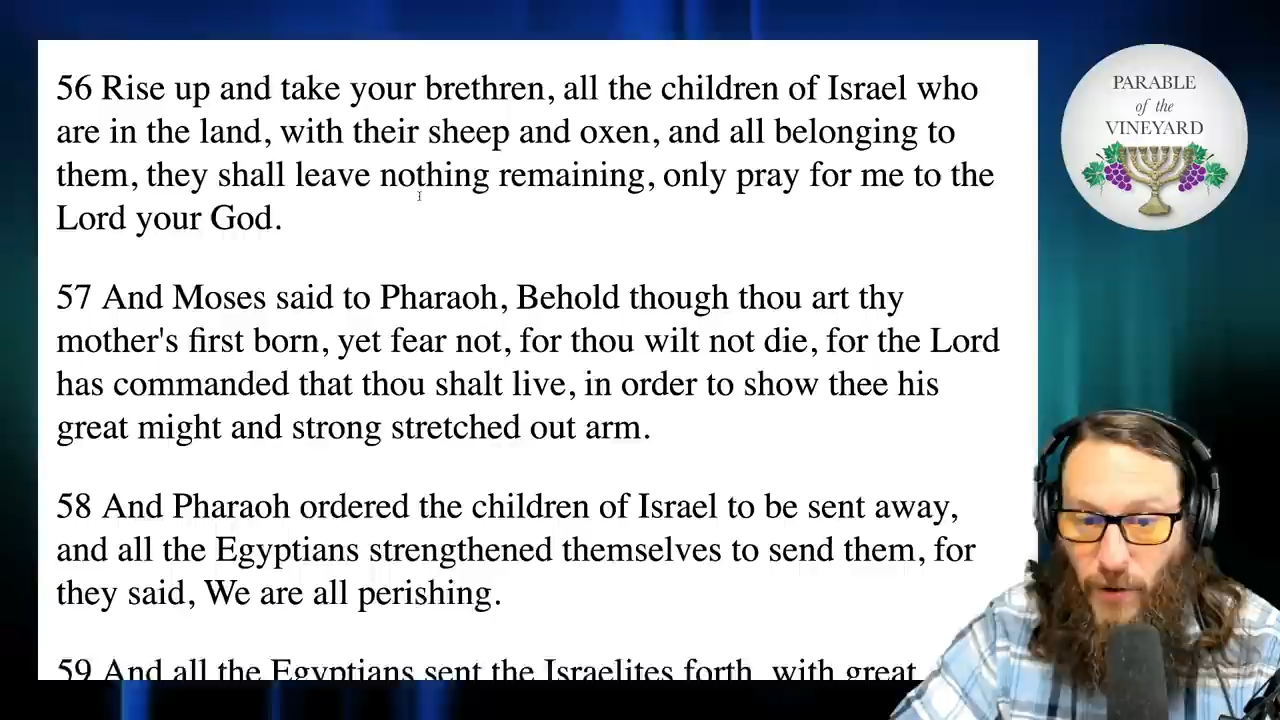 56 Rise up and take your brethren, all the children of Israel who
are in the land, with their sheep and oxen, and all belonging to
them, they shall leave nothing remaining, only pray for me to the
Lord your God.
57 And Moses said to Pharaoh, Behold though thou art thy
mother's first born, yet fear not, for thou wilt not die, for the Lord
has commanded that thou shalt live, in order to show thee his
great might and strong stretched out arm.
58 And Pharaoh ordered the children of Israel to be sent away,
and all the Egyptians strengthened themselves to send them, for
they said, We are all perishing.
59 And all the Egyptians sent the Israelites forth, with great
PARABLE
of the
VINEYARD